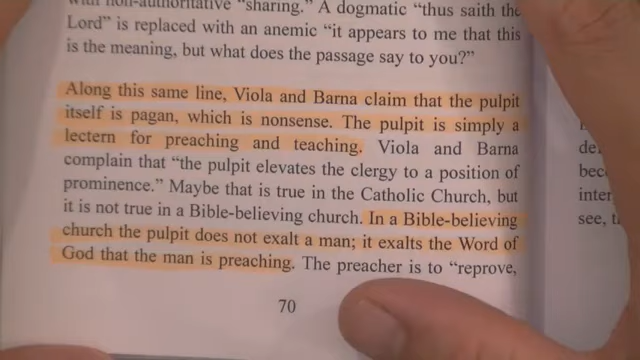 with non-authoritative “sharing.” A dogmatic “thus saith the
Lord” is replaced with an anemic “it appears to me that this
is the meaning, but what does the passage say to you?”
Along this same line, Viola and Barna claim that the pulpit
itself is pagan, which is nonsense. The pulpit is simply a
lectern for preaching and teaching. Viola and Barna
complain that “the pulpit elevates the clergy to a position of
prominence.” Maybe that is true in the Catholic Church, but
it is not true in a Bible-believing church. In a Bible-believing
church the pulpit does not exalt a man; it exalts the Word of
God that the man is preaching. The preacher is to “reprove,
70
inter
see,